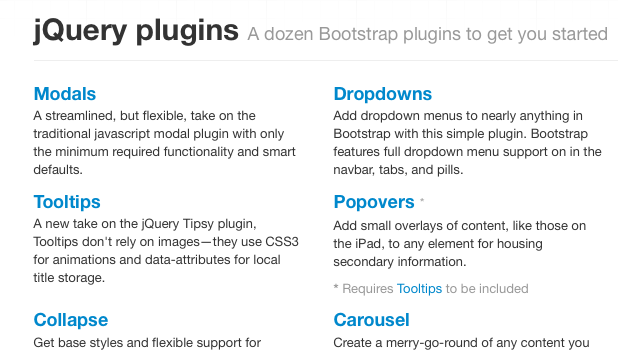 jQuery plugins A dozen Bootstrap plugins to get you started
Modals
A streamlined, but flexible, take on the
traditional javascript modal plugin with only
the minimum required functionality and smart
defaults.
Dropdowns
Add dropdown menus to nearly anything in
Bootstrap with this simple plugin. Bootstrap
features full dropdown menu support on in the
navbar, tabs, and pills.
Tooltips
A new take on the jQuery Tipsy plugin,
Tooltips don't rely on images—they use CSS3
for animations and data-attributes for local
title storage.
Popovers *
Add small overlays of content, like those on
the iPad, to any element for housing
secondary information.
* Requires Tooltips to be included
Collapse
Get base styles and flexible support for
Carousel
Create a merry-go-round of any content you